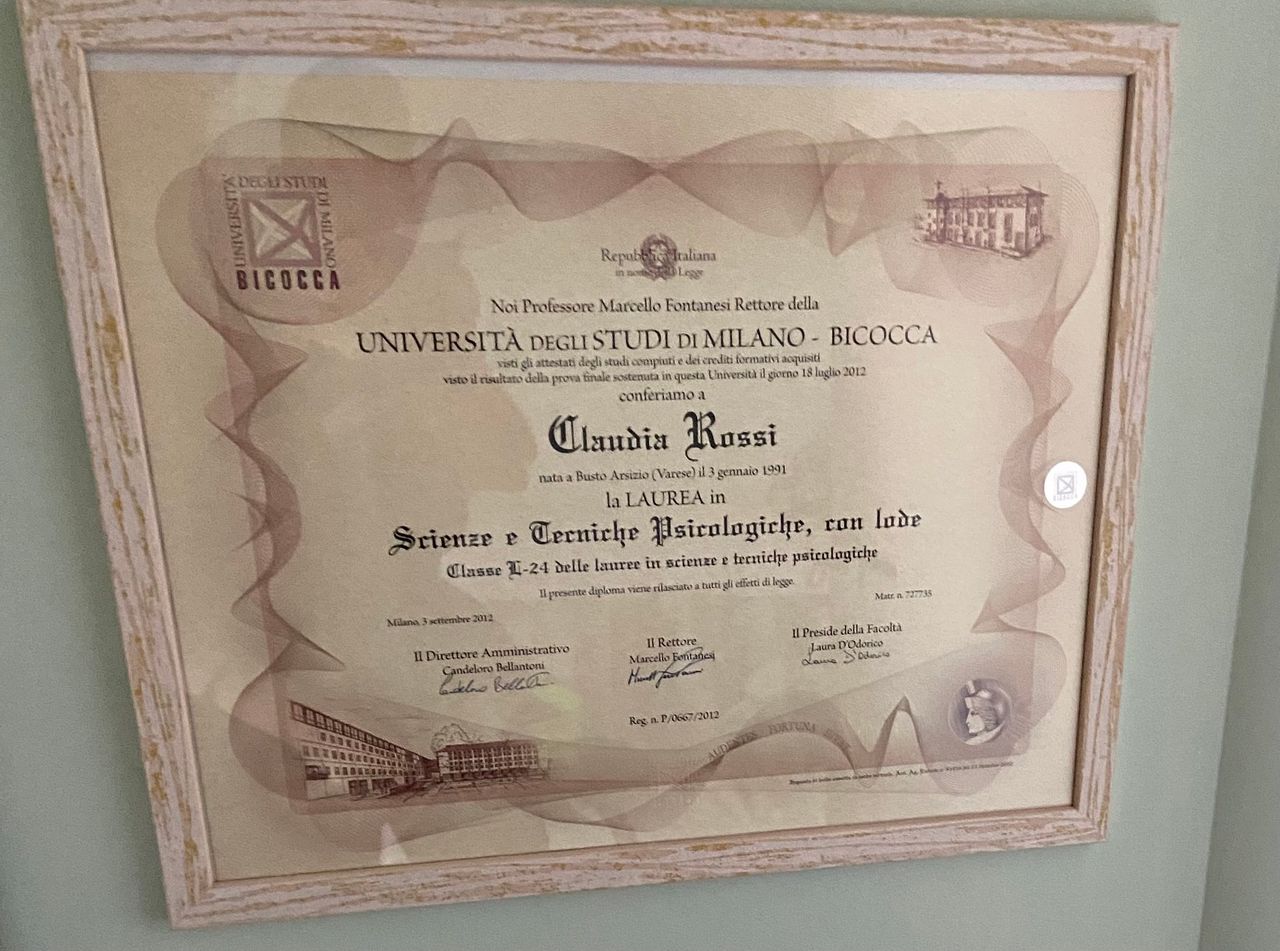 UNIVERSITÀ DEGLI STUDI DI MILANO
BICOCCA
Repubblica Italiana
in nome della Legge
Noi Professore Marcello Fontanesi Rettore della
UNIVERSITÀ DEGLI STUDI DI MILANO - BICOCCA
visti gli attestati degli studi compiuti e dei crediti formativi acquisiti
visto il risultato della prova finale sostenuta in questa Università il giorno 18 luglio 2012
conferiamo a
Claudia Rossi
nata a Busto Arsizio (Varese) il 3 gennaio 1991
la LAUREA in
Scienze e Tecniche Psicologiche, con lode
Classe L-24 delle lauree in scienze e tecniche psicologiche
Il presente diploma viene rilasciato a tutti gli effetti di legge.
Matr. n. 727735
Milano, 3 settembre 2012
Il Direttore Amministrativo
Candeloro Bellantoni
Il Rettore
Marcello Fontanesi
Il Preside della Facoltà
Laura D'Odorico
Laura D'Odorico
Reg. n. P/0667/2012
AUDENTES FORTUNA
BICOCCA